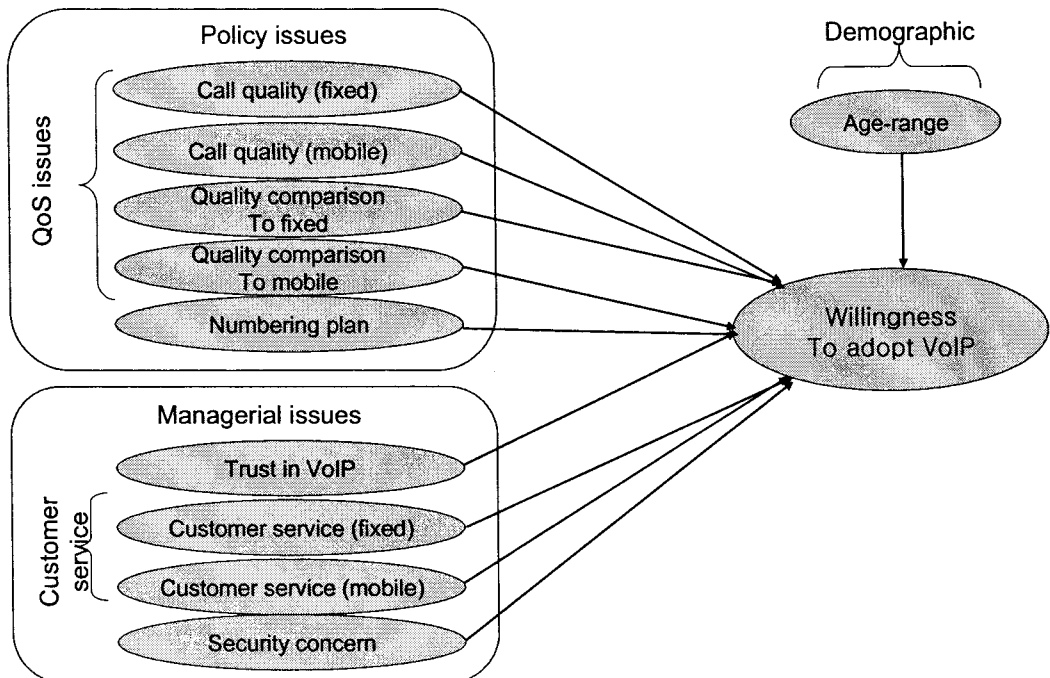 Policy issues
QoS issues
Call quality (fixed)
Call quality (mobile)
Quality comparison
To fixed
Quality comparison
To mobile
Numbering plan
Managerial issues
Customer
service
Trust in VoIP
Customer service (fixed)
Customer service (mobile)
Security concern
Demographic
Age-range
Willingness
To adopt VoIP